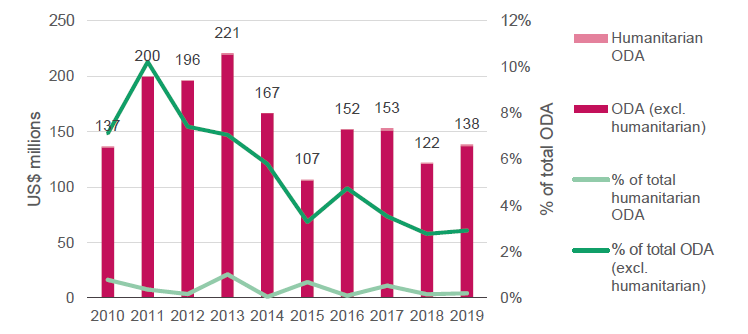 250
200
150
100
50
0
US$ millions
137
200
196
221
167
107
152
153
122
138
12%
10%
8%
6%
4%
2%
0%
% of total ODA
2010 2011 2012 2013 2014 2015 2016 2017 2018 2019
Humanitarian
ODA
ODA (excl.
humanitarian)
% of total
humanitarian
ODA
% of total ODA
(excl.
humanitarian)